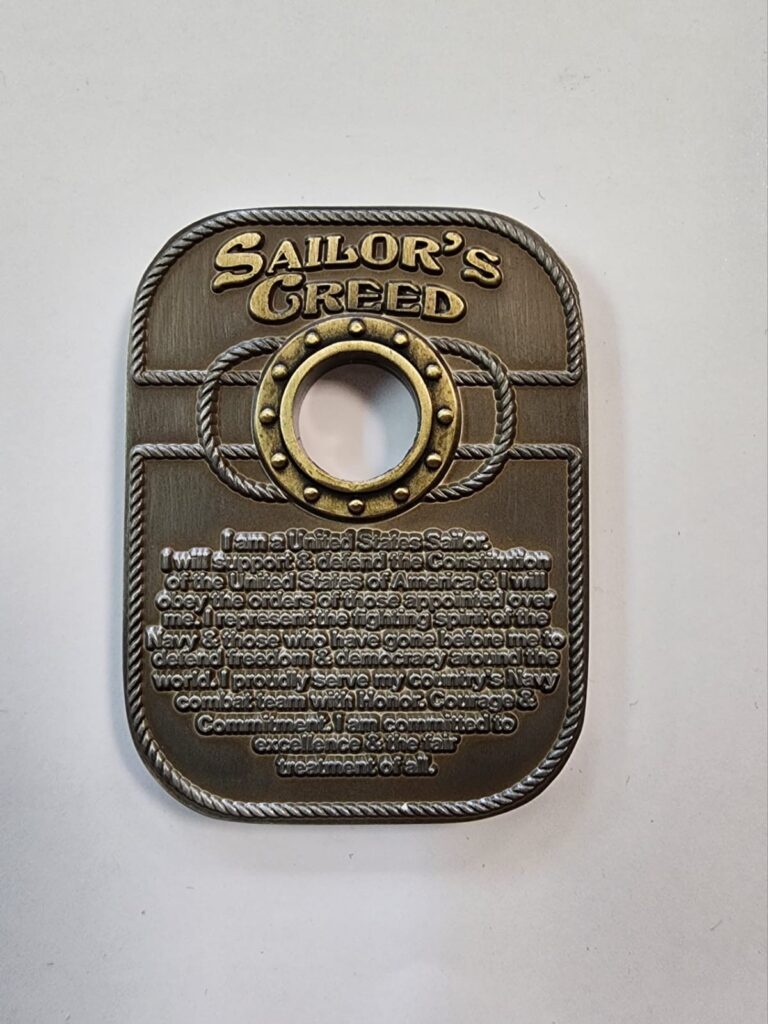 SAILOR'S
CREED
I am a United States Sailor.
I will support & defend the Constitution
of the United States of America & I will
obey the orders of those appointed over
me. I represent the fighting spirit of the
Navy & those who have gone before me to
defend freedom & democracy around the
world. I proudly serve my country's Navy
combat team with Honor. Courage &
Commitment. I am committed to
excellence & the fair
treatment of all.